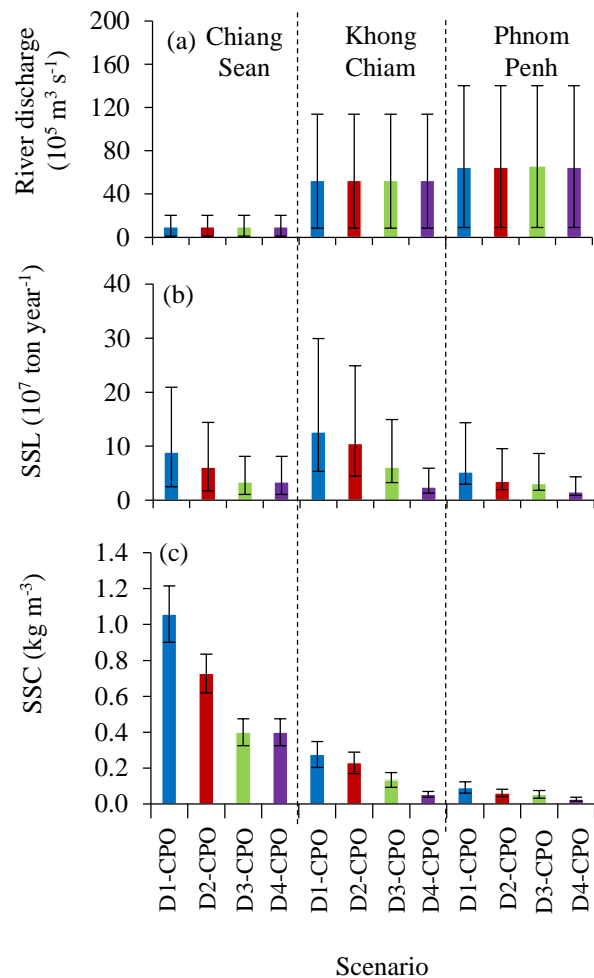 (a)
Chiang
Sean
Khong
Chiam
Phnom
Penh
River discharge
(10⁵ m³ s⁻¹)
200
160
120
80
40
0
(b)
SSL (10⁷ ton year⁻¹)
40
30
20
10
0
(c)
SSC (kg m⁻³)
1.4
1.2
1.0
0.8
0.6
0.4
0.2
0.0
D1-CPO
D2-CPO
D3-CPO
D4-CPO
D1-CPO
D2-CPO
D3-CPO
D4-CPO
D1-CPO
D2-CPO
D3-CPO
D4-CPO
Scenario